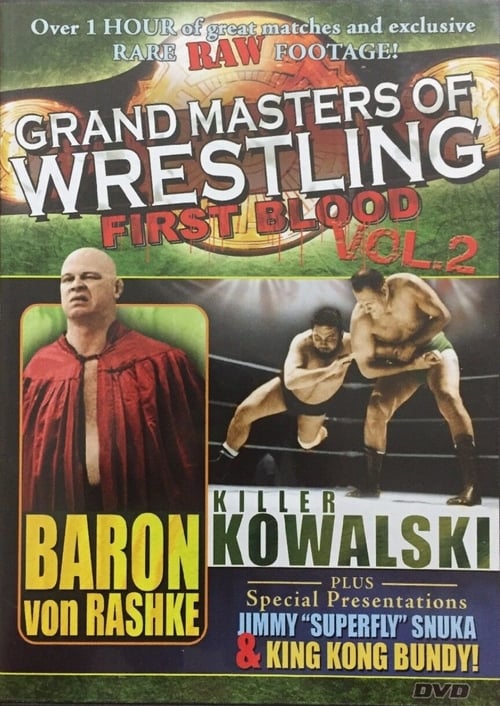 Over 1 HOUR of great matches and exclusive
RARE RAW FOOTAGE!
GRAND MASTERS OF
WRESTLING
FIRST BLOOD
VOL.2
KILLER
KOWALSKI
BARON
von RASHKE
PLUS
Special Presentations
JIMMY “SUPERFLY” SNUKA
& KING KONG BUNDY!
DVD